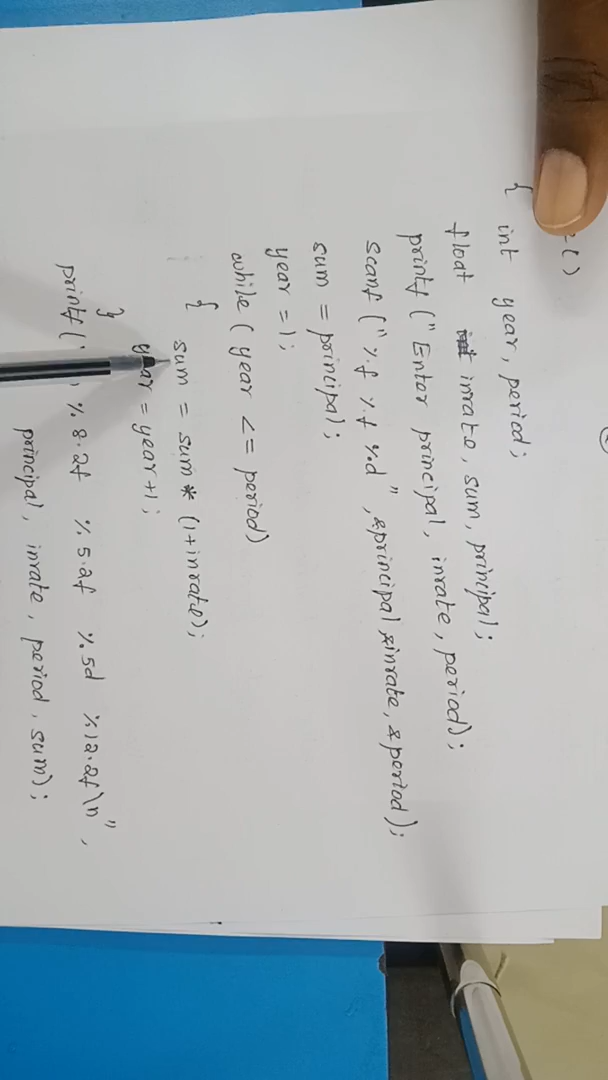 ()
{ int year, period;
float inrate, sum, principal;
printf (" Enter principal, inrate, period);
scanf (" %f %f %d ", &principal &inrate, &period);
sum = principal;
year = 1;
while ( year <= period)
{
sum = sum * (1+inrate);
year = year+1;
}
printf (" %8.2f %5.2f %5d %12.2f\n",
principal, inrate, period, sum);